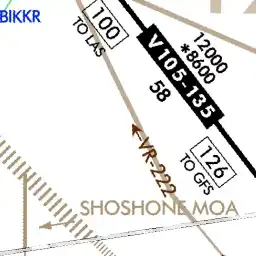 BIKKR
100
TO LAS
12000
*8600
V105-135
58
VR-222
126
TO GFS
SHOSHONE MOA